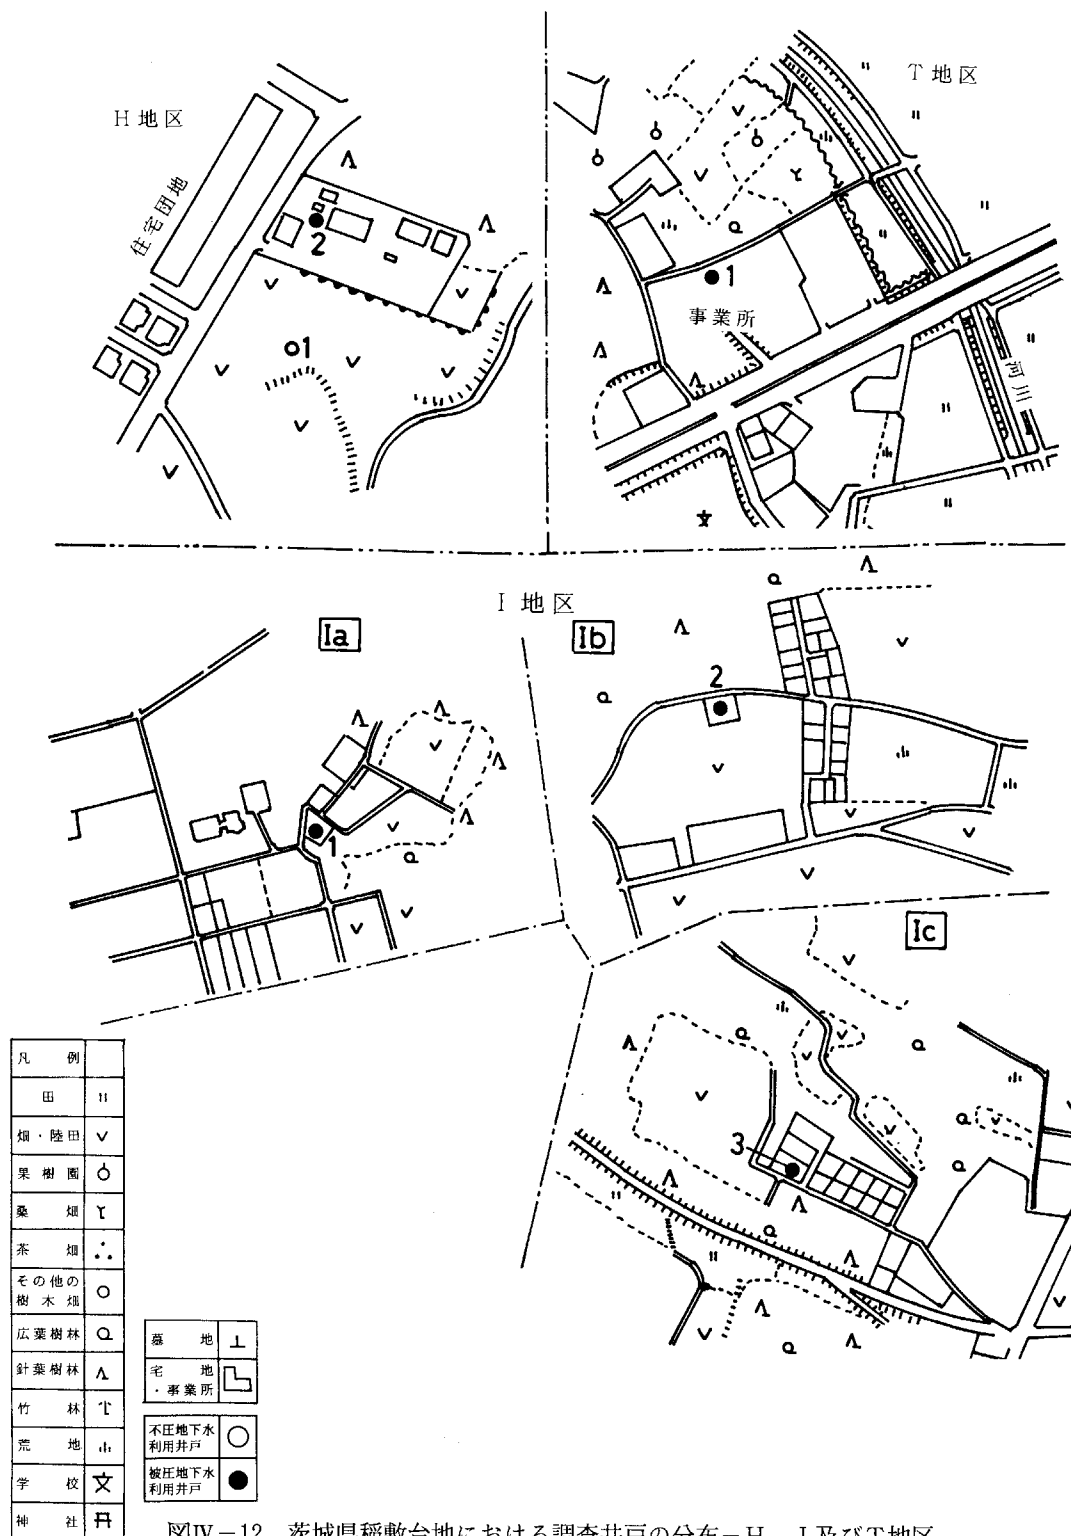 H 地区
T 地区
住宅団地
2
1
1
事業所
河川
I 地区
Ia
Ib
2
1
Ic
3
凡例
田
畑・陸田
果樹園
桑畑
茶畑
その他の
樹木畑
広葉樹林
針葉樹林
竹林
荒地
学校
神社
墓地
宅地
・事業所
不圧地下水
利用井戸
被圧地下水
利用井戸
図Ⅳ-12 茨城県稲敷台地における調査井戸の分布-H, I及びT地区